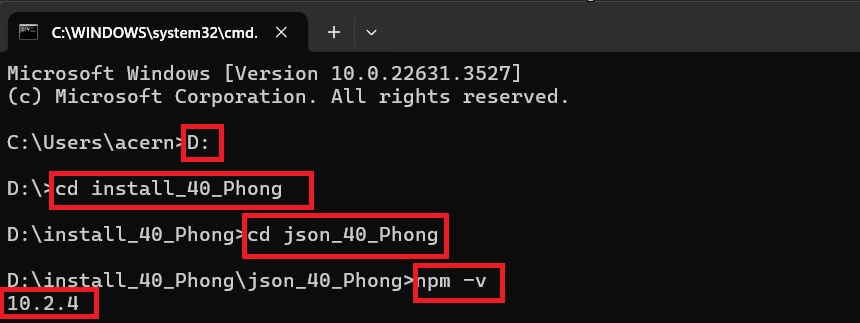 C:\WINDOWS\system32\cmd.
Microsoft Windows [Version 10.0.22631.3527]
(c) Microsoft Corporation. All rights reserved.
C:\Users\acern>D:
D:\>cd install_40_Phong
D:\install_40_Phong>cd json_40_Phong
D:\install_40_Phong\json_40_Phong>npm -v
10.2.4